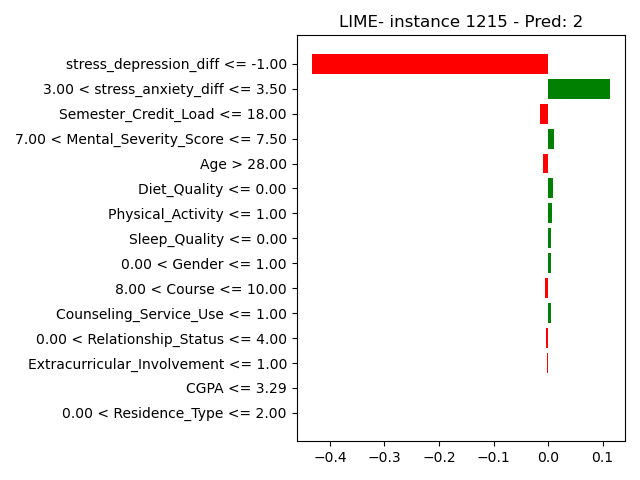 LIME- instance 1215 - Pred: 2
stress_depression_diff <= -1.00
3.00 < stress_anxiety_diff <= 3.50
Semester_Credit_Load <= 18.00
7.00 < Mental_Severity_Score <= 7.50
Age > 28.00
Diet_Quality <= 0.00
Physical_Activity <= 1.00
Sleep_Quality <= 0.00
0.00 < Gender <= 1.00
8.00 < Course <= 10.00
Counseling_Service_Use <= 1.00
0.00 < Relationship_Status <= 4.00
Extracurricular_Involvement <= 1.00
CGPA <= 3.29
0.00 < Residence_Type <= 2.00
−0.4 −0.3 −0.2 −0.1 0.0 0.1